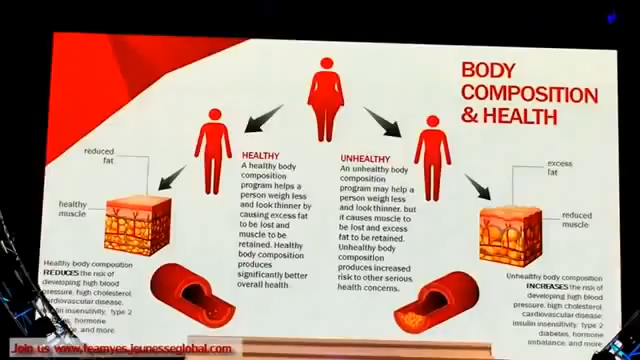 BODY
COMPOSITION
& HEALTH
reduced
fat
healthy
muscle
HEALTHY
A healthy body
composition
program helps a
person weigh less
and look thinner by
causing excess fat
to be lost and
muscle to be
retained. Healthy
body composition
produces
significantly better
overall health
UNHEALTHY
An unhealthy body
composition
program may help a
person weigh less
and look thinner, but
it causes muscle to
be lost and excess
fat to be retained.
Unhealthy body
composition
produces increased
risk to other serious
health concerns.
excess
fat
reduced
muscle
Healthy body composition
REDUCES the risk of
developing high blood
pressure, high cholesterol,
cardiovascular disease,
insulin insensitivity, type 2
hormone
and more
Unhealthy body composition
INCREASES the risk of
developing high blood
pressure, high cholesterol,
cardiovascular disease,
insulin insensitivity, type 2
diabetes, hormone
imbalance, and more.
Join us www.teamyes.jeunesseglobal.com